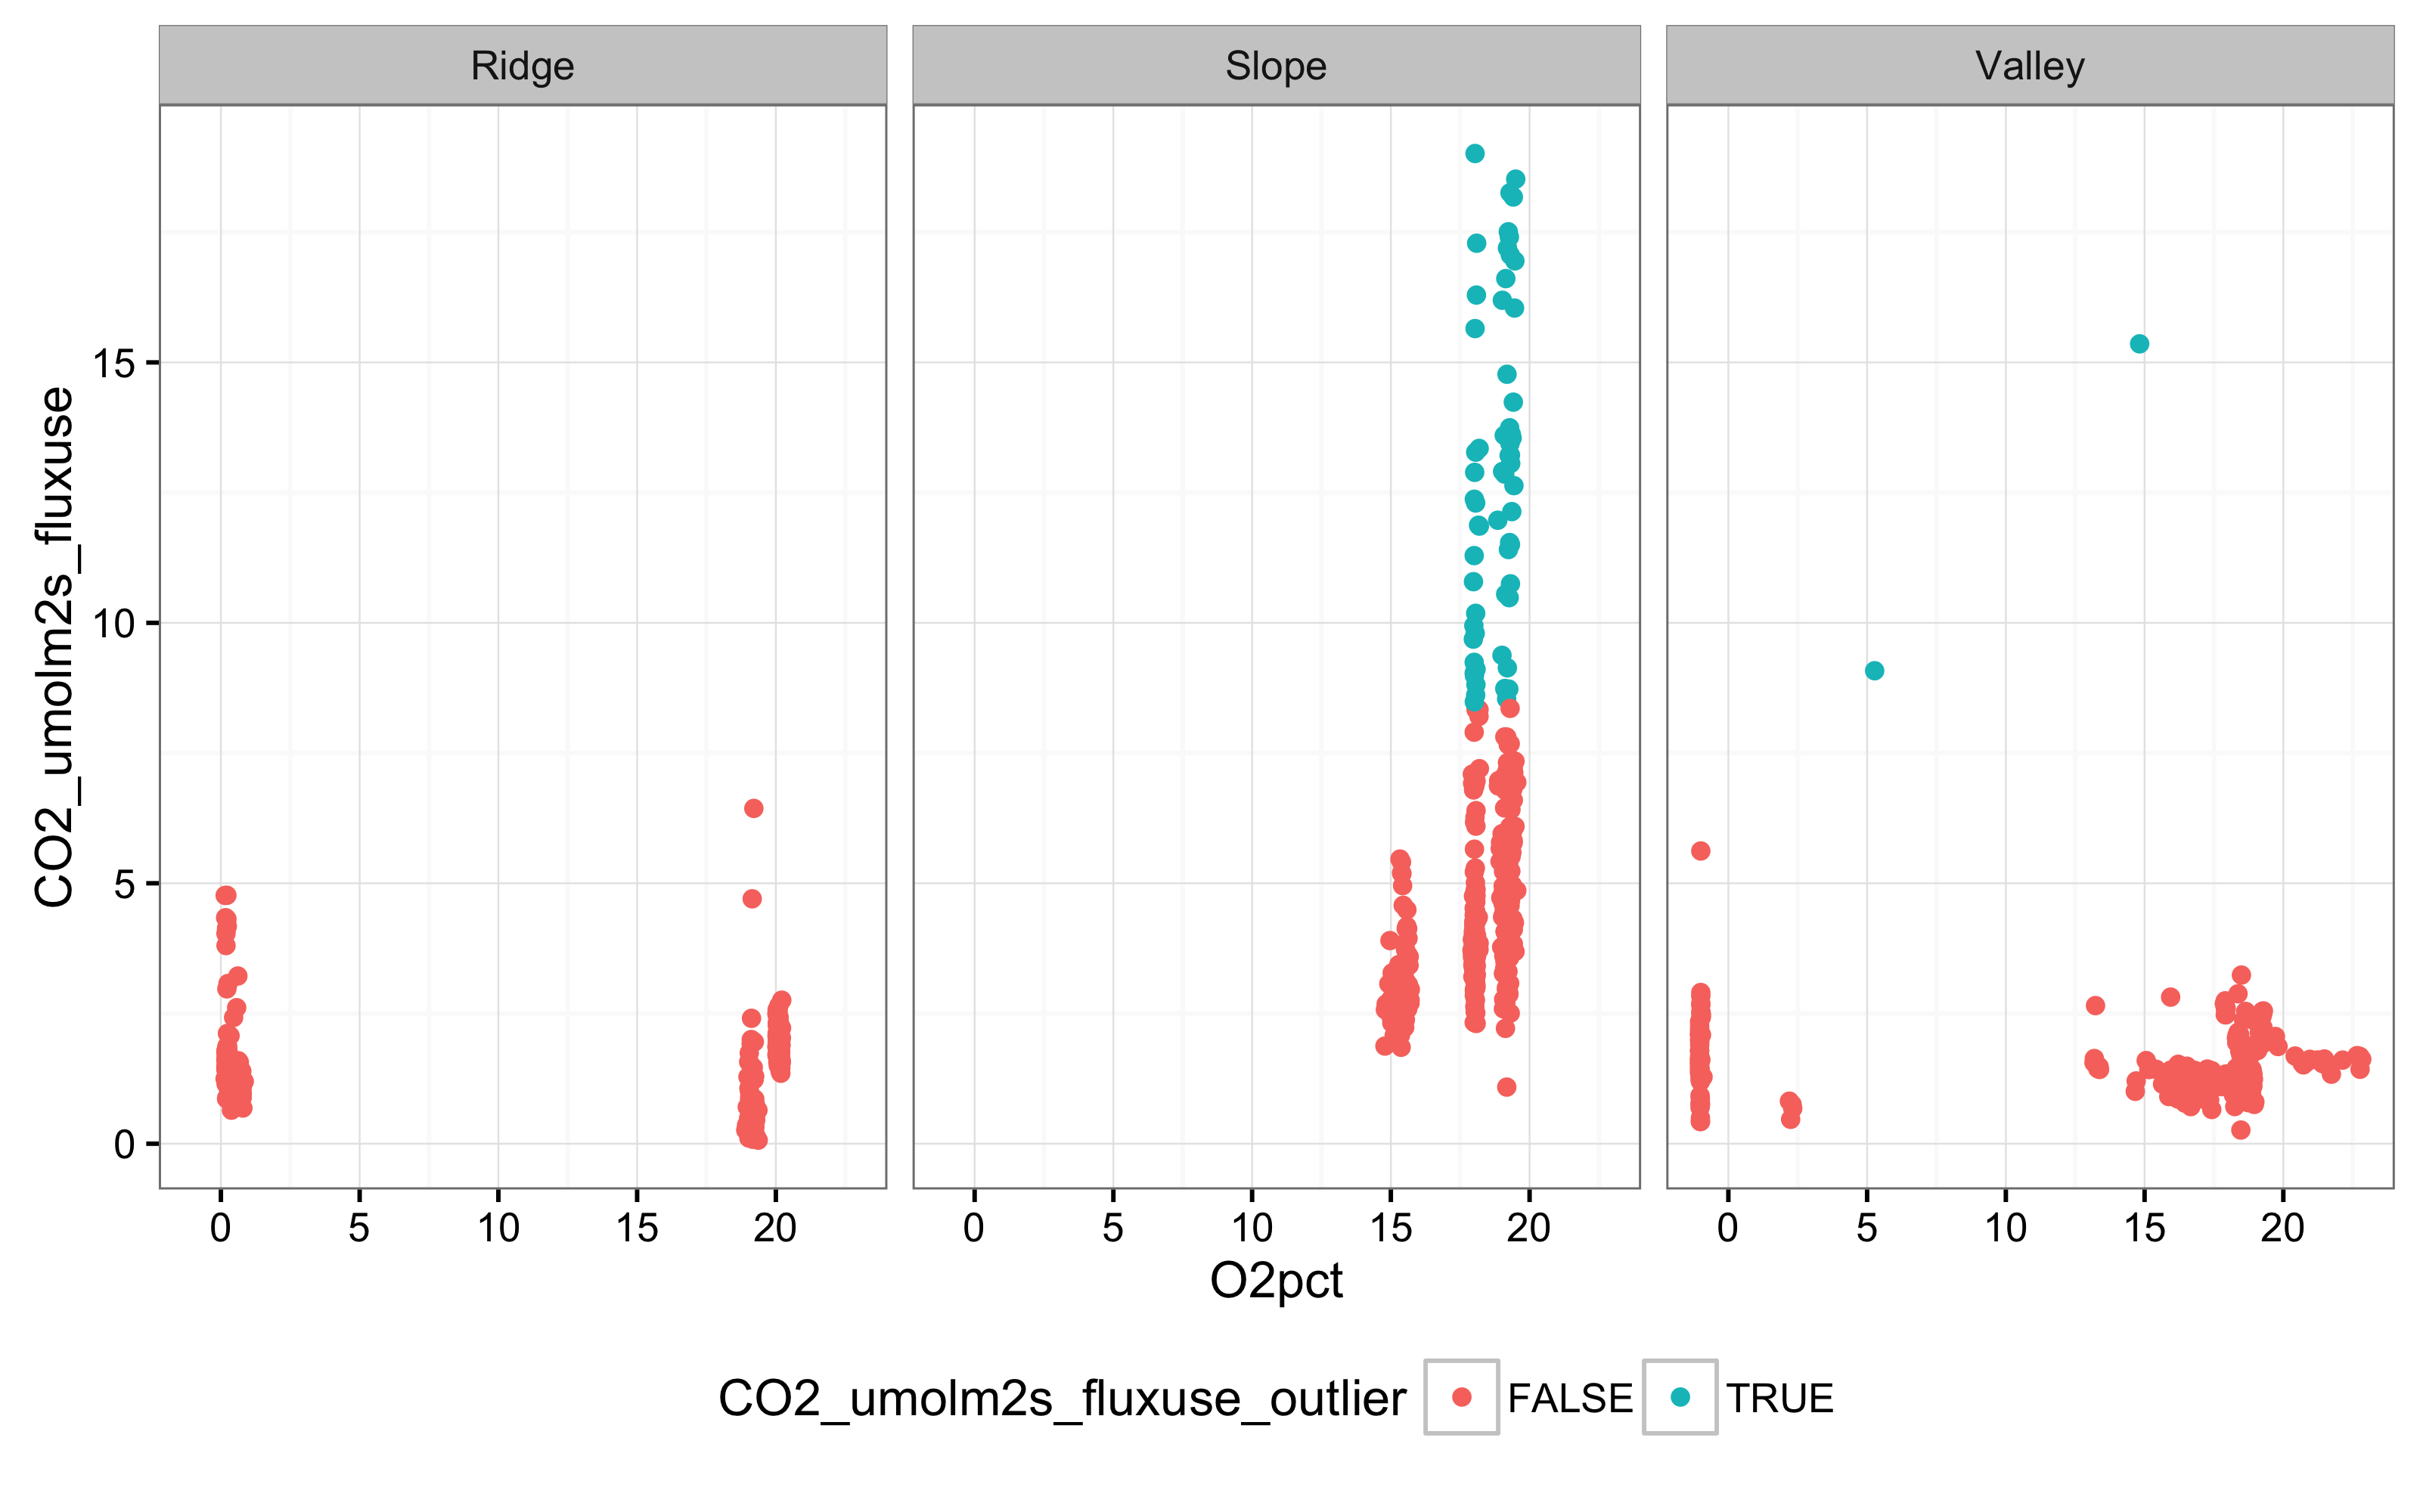 Ridge Slope Valley
15
10
5
0
CO2_umolm2s_fluxuse
0 5 10 15 20 0 5 10 15 20 0 5 10 15 20
O2pct
CO2_umolm2s_fluxuse_outlier FALSE TRUE